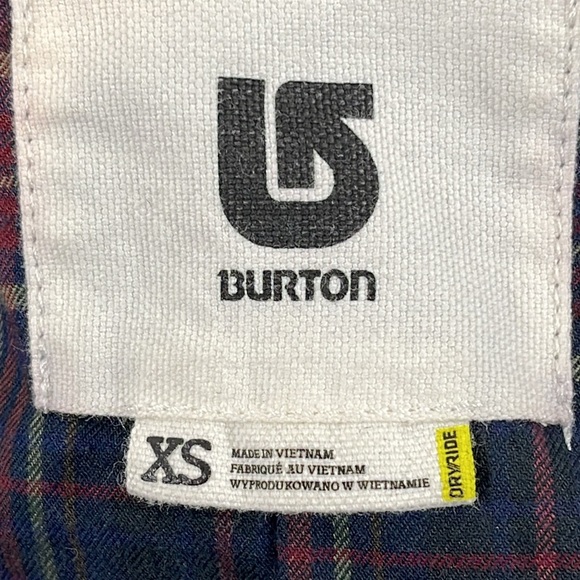 BURTON
XS
MADE IN VIETNAM
FABRIQUÉ AU VIETNAM
WYPRODUKOWANO W WIETNAMIE
DRYRIDE